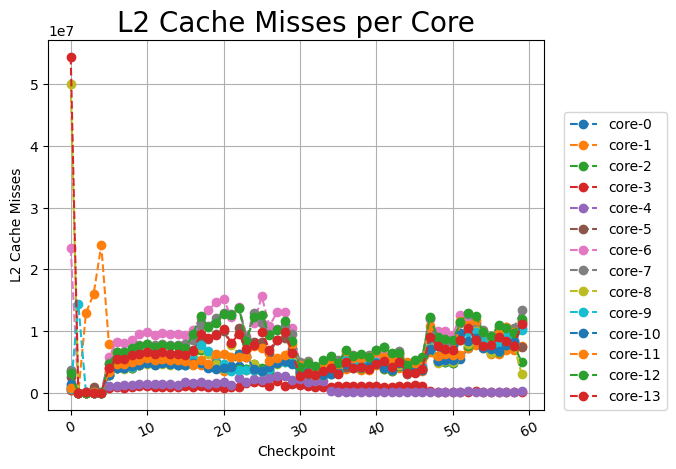 L2 Cache Misses per Core
1e7
5
4
3
2
1
0
L2 Cache Misses
0
10
20
30
40
50
60
Checkpoint
core-0
core-1
core-2
core-3
core-4
core-5
core-6
core-7
core-8
core-9
core-10
core-11
core-12
core-13